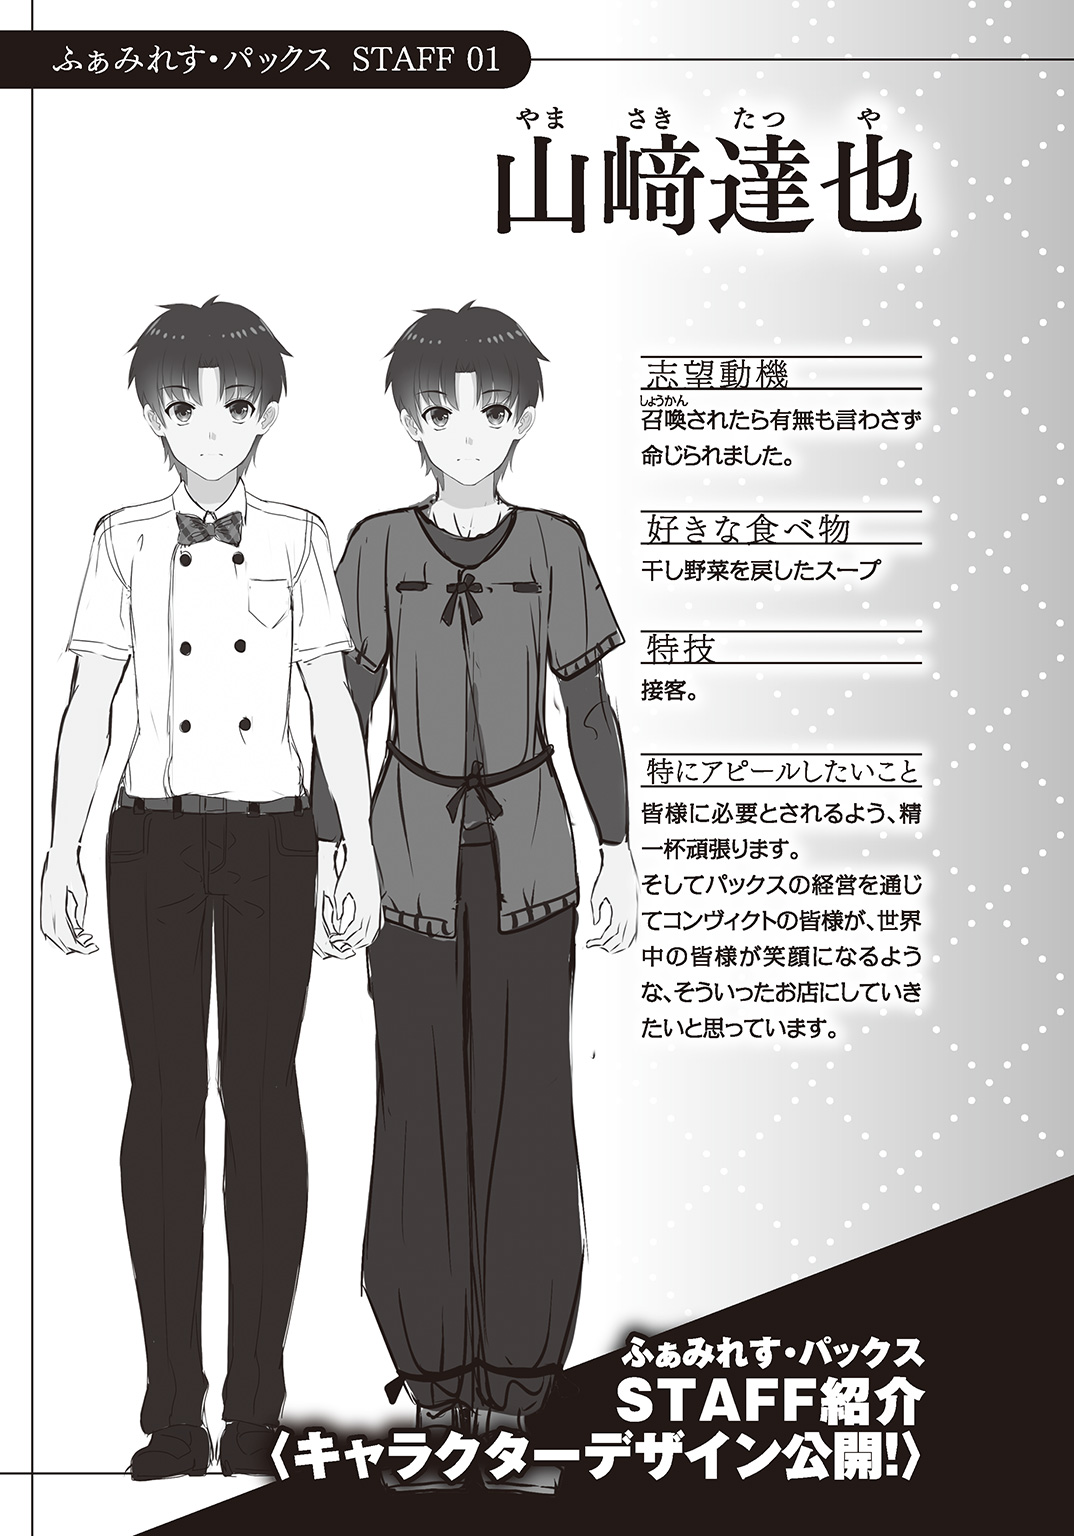 ふぁみれす・パックス STAFF 01
やま さき たつ や
山﨑達也
志望動機
しょうかん
召喚されたら有無も言わさず
命じられました。
好きな食べ物
干し野菜を戻したスープ
特技
接客。
特にアピールしたいこと
皆様に必要とされるよう、精
一杯頑張ります。
そしてパックスの経営を通じ
てコンヴィクトの皆様が、世界
中の皆様が笑顔になるよう
な、そういったお店にしていき
たいと思っています。
ふぁみれす・パックス
STAFF紹介
〈キャラクターデザイン公開!〉